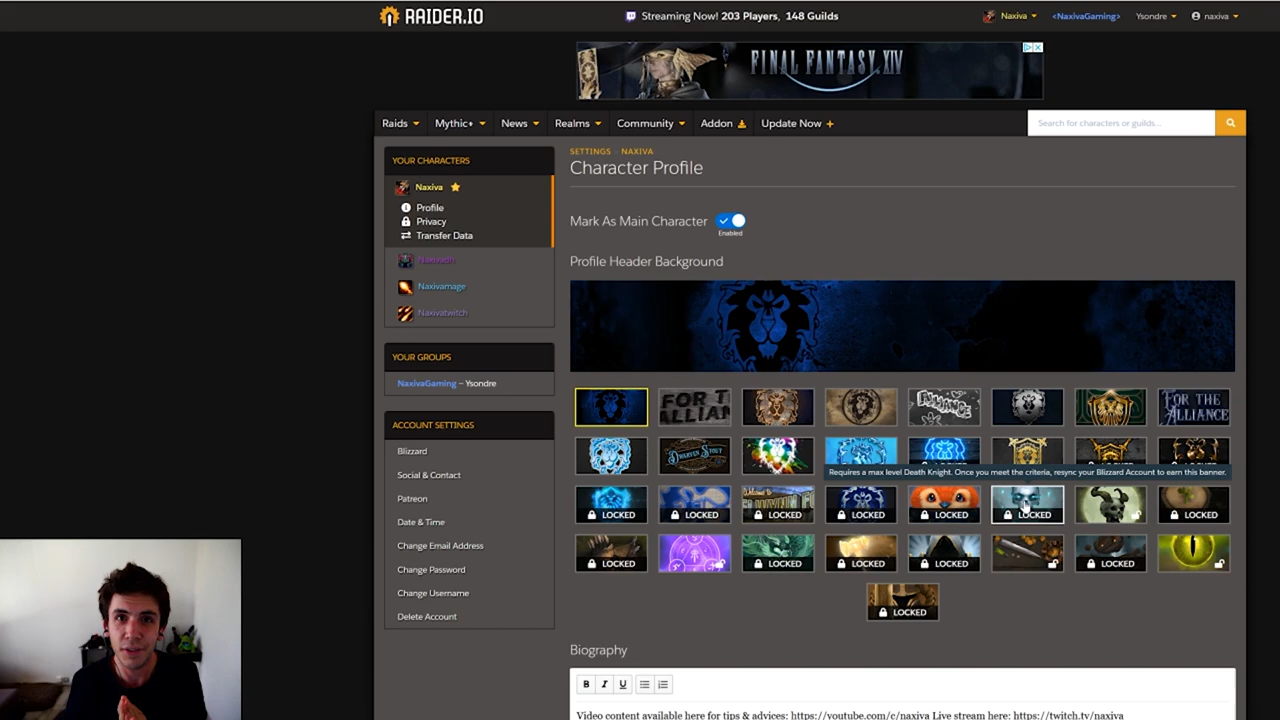 RAIDER.IO
Streaming Now! 203 Players, 148 Guilds
Naxiva
<NaxivaGaming>
Ysondre
naxiva
FINAL FANTASY XIV
Raids
Mythic+
News
Realms
Community
Addon
Update Now +
Search for characters or guilds...
YOUR CHARACTERS
Naxiva
Profile
Privacy
Transfer Data
Naxivamage
Naxivatwitch
YOUR GROUPS
NaxivaGaming – Ysondre
ACCOUNT SETTINGS
Blizzard
Social & Contact
Patreon
Date & Time
Change Email Address
Change Password
Change Username
Delete Account
SETTINGS NAXIVA
Character Profile
Mark As Main Character
Enabled
Profile Header Background
FOR THE
ALLIANCE
DWARVEN STOUT
Requires a max level Death Knight. Once you meet the criteria, resync your Blizzard Account to earn this banner.
LOCKED LOCKED LOCKED LOCKED LOCKED LOCKED LOCKED
LOCKED LOCKED LOCKED LOCKED LOCKED
LOCKED
Biography
B I U
Video content available here for tips & advices: https://youtube.com/c/naxiva Live stream here: https://twitch.tv/naxiva